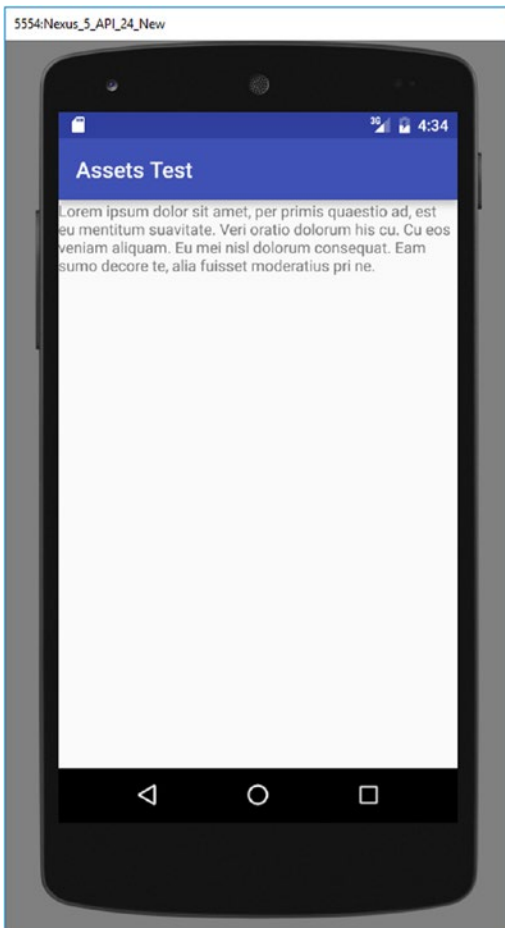 5554:Nexus_5_API_24_New
3G 4:34
Assets Test
Lorem ipsum dolor sit amet, per primis quaestio ad, est
eu mentitum suavitate. Veri oratio dolorum his cu. Cu eos
veniam aliquam. Eu mei nisl dolorum consequat. Eam
sumo decore te, alia fuisset moderatius pri ne.